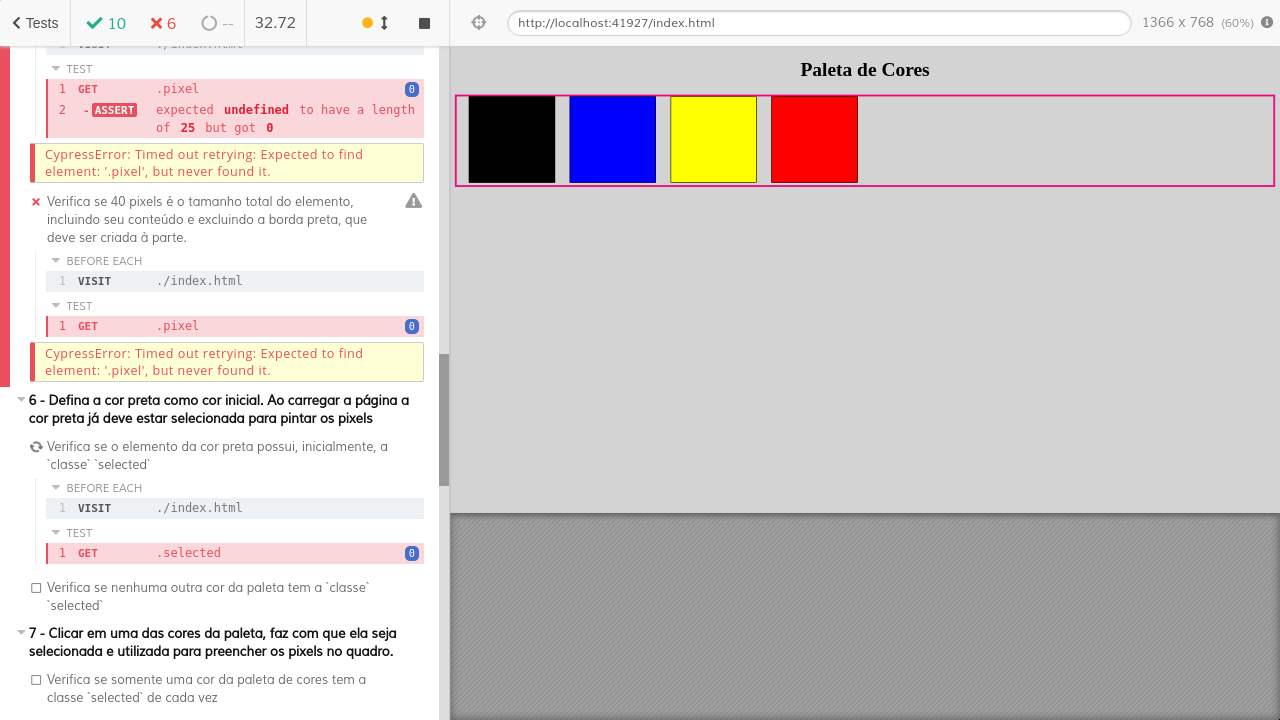 Tests
10
6
--
32.72
http://localhost:41927/index.html
1366 x 768 (60%)
1 VISIT ./index.html
TEST
1 GET .pixel 0
2 -ASSERT expected undefined to have a length
of 25 but got 0
CypressError: Timed out retrying: Expected to find
element: '.pixel', but never found it.
Verifica se 40 pixels é o tamanho total do elemento,
incluindo seu conteúdo e excluindo a borda preta, que
deve ser criada à parte.
BEFORE EACH
1 VISIT ./index.html
TEST
1 GET .pixel 0
CypressError: Timed out retrying: Expected to find
element: '.pixel', but never found it.
6 - Defina a cor preta como cor inicial. Ao carregar a página a
cor preta já deve estar selecionada para pintar os pixels
Verifica se o elemento da cor preta possui, inicialmente, a
`classe` `selected`
BEFORE EACH
1 VISIT ./index.html
TEST
1 GET .selected 0
Verifica se nenhuma outra cor da paleta tem a `classe`
`selected`
7 - Clicar em uma das cores da paleta, faz com que ela seja
selecionada e utilizada para preencher os pixels no quadro.
Verifica se somente uma cor da paleta de cores tem a
classe `selected` de cada vez
Paleta de Cores